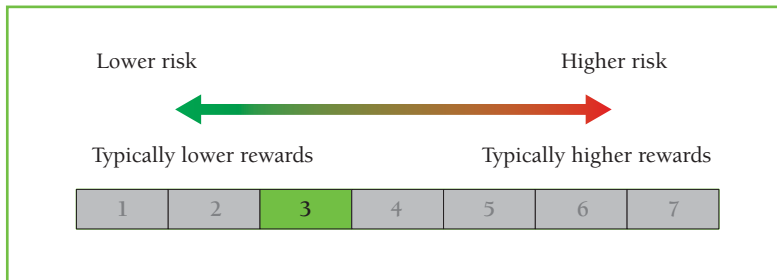 Lower risk Higher risk
Typically lower rewards Typically higher rewards
1 2 3 4 5 6 7